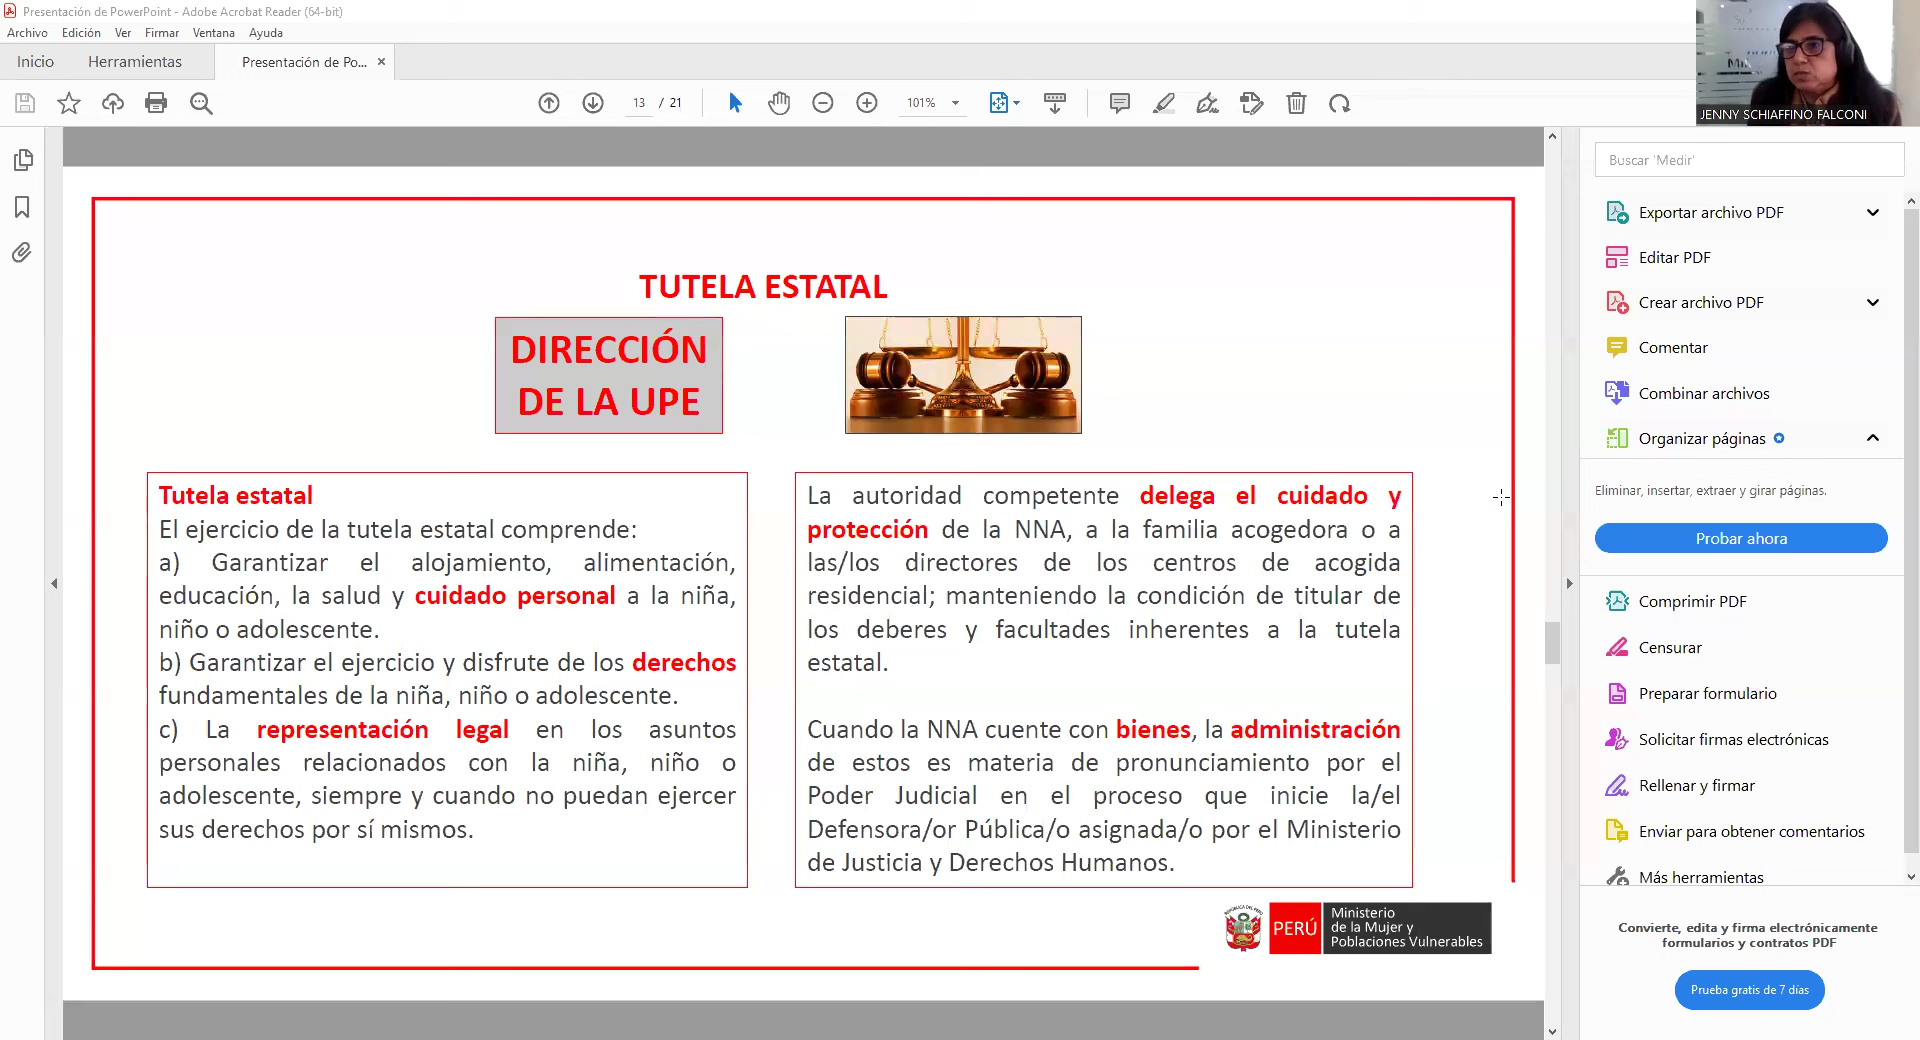 Presentación de PowerPoint - Adobe Acrobat Reader (64-bit)
Archivo Edición Ver Firmar Ventana Ayuda
Inicio Herramientas Presentación de Po... ×
13 / 21 101%
JENNY SCHIAFFINO FALCONI
TUTELA ESTATAL
DIRECCIÓN
DE LA UPE
Tutela estatal
El ejercicio de la tutela estatal comprende:
a) Garantizar el alojamiento, alimentación,
educación, la salud y cuidado personal a la niña,
niño o adolescente.
b) Garantizar el ejercicio y disfrute de los derechos
fundamentales de la niña, niño o adolescente.
c) La representación legal en los asuntos
personales relacionados con la niña, niño o
adolescente, siempre y cuando no puedan ejercer
sus derechos por sí mismos.
La autoridad competente delega el cuidado y
protección de la NNA, a la familia acogedora o a
las/los directores de los centros de acogida
residencial; manteniendo la condición de titular de
los deberes y facultades inherentes a la tutela
estatal.
Cuando la NNA cuente con bienes, la administración
de estos es materia de pronunciamiento por el
Poder Judicial en el proceso que inicie la/el
Defensora/or Pública/o asignada/o por el Ministerio
de Justicia y Derechos Humanos.
PERÚ
Ministerio
de la Mujer y
Poblaciones Vulnerables
Buscar 'Medir'
Exportar archivo PDF
Editar PDF
Crear archivo PDF
Comentar
Combinar archivos
Organizar páginas
Eliminar, insertar, extraer y girar páginas.
Probar ahora
Comprimir PDF
Censurar
Preparar formulario
Solicitar firmas electrónicas
Rellenar y firmar
Enviar para obtener comentarios
Más herramientas
Convierte, edita y firma electrónicamente
formularios y contratos PDF
Prueba gratis de 7 días